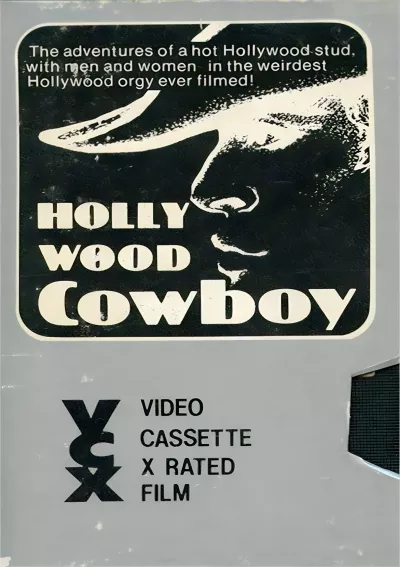 The adventures of a hot Hollywood stud,
with men and women in the weirdest
Hollywood orgy ever filmed!
HOLLY
WOOD
Cowboy
VCX
VIDEO
CASSETTE
X RATED
FILM